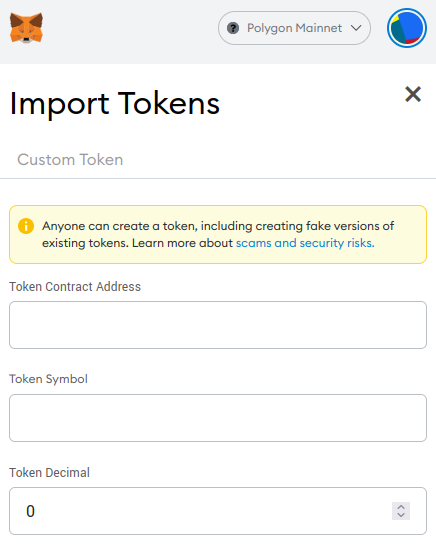 Polygon Mainnet
Import Tokens
Custom Token
Anyone can create a token, including creating fake versions of
existing tokens. Learn more about scams and security risks.
Token Contract Address
Token Symbol
Token Decimal
0